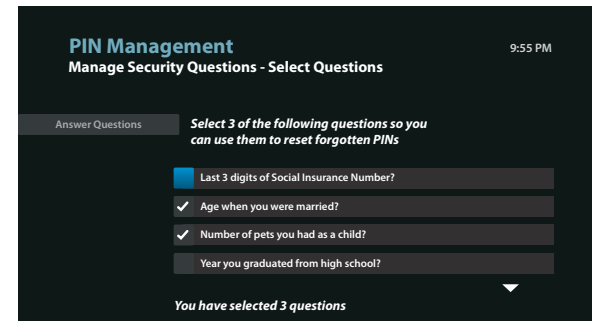 PIN Management
9:55 PM
Manage Security Questions - Select Questions
Answer Questions
Select 3 of the following questions so you
can use them to reset forgotten PINs
Last 3 digits of Social Insurance Number?
Age when you were married?
Number of pets you had as a child?
Year you graduated from high school?
You have selected 3 questions